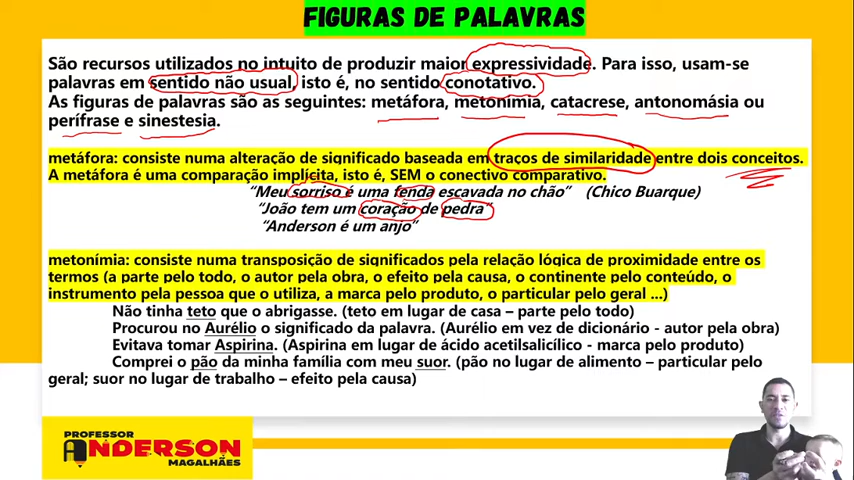 FIGURAS DE PALAVRAS
São recursos utilizados no intuito de produzir maior expressividade. Para isso, usam-se
palavras em sentido não usual, isto é, no sentido conotativo.
As figuras de palavras são as seguintes: metáfora, metonímia, catacrese, antonomásia ou
perífrase e sinestesia.
metáfora: consiste numa alteração de significado baseada em traços de similaridade entre dois conceitos.
A metáfora é uma comparação implícita, isto é, SEM o conectivo comparativo.
"Meu sorriso é uma fenda escavada no chão" (Chico Buarque)
"João tem um coração de pedra"
"Anderson é um anjo"
metonímia: consiste numa transposição de significados pela relação lógica de proximidade entre os
termos (a parte pelo todo, o autor pela obra, o efeito pela causa, o continente pelo conteúdo, o
instrumento pela pessoa que o utiliza, a marca pelo produto, o particular pelo geral ...)
Não tinha teto que o abrigasse. (teto em lugar de casa – parte pelo todo)
Procurou no Aurélio o significado da palavra. (Aurélio em vez de dicionário - autor pela obra)
Evitava tomar Aspirina. (Aspirina em lugar de ácido acetilsalicílico - marca pelo produto)
Comprei o pão da minha família com meu suor. (pão no lugar de alimento – particular pelo
geral; suor no lugar de trabalho – efeito pela causa)
PROFESSOR
ANDERSON
MAGALHÃES